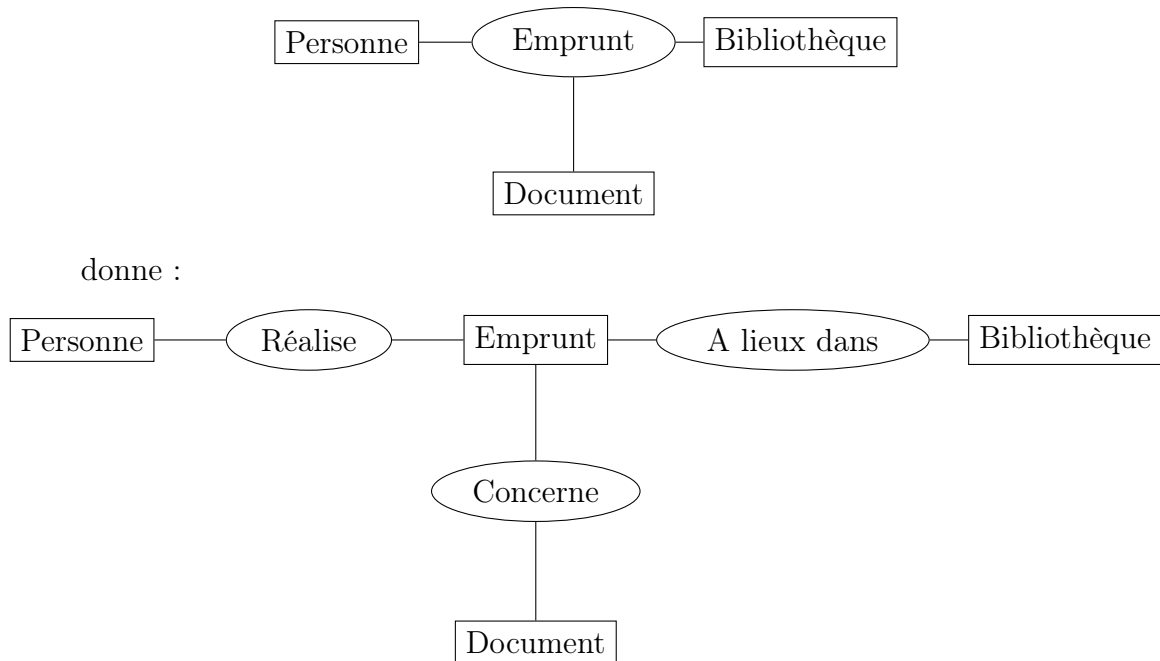 Personne Emprunt Bibliothèque
Document
donne :
Personne Réalise Emprunt A lieux dans Bibliothèque
Concerne
Document